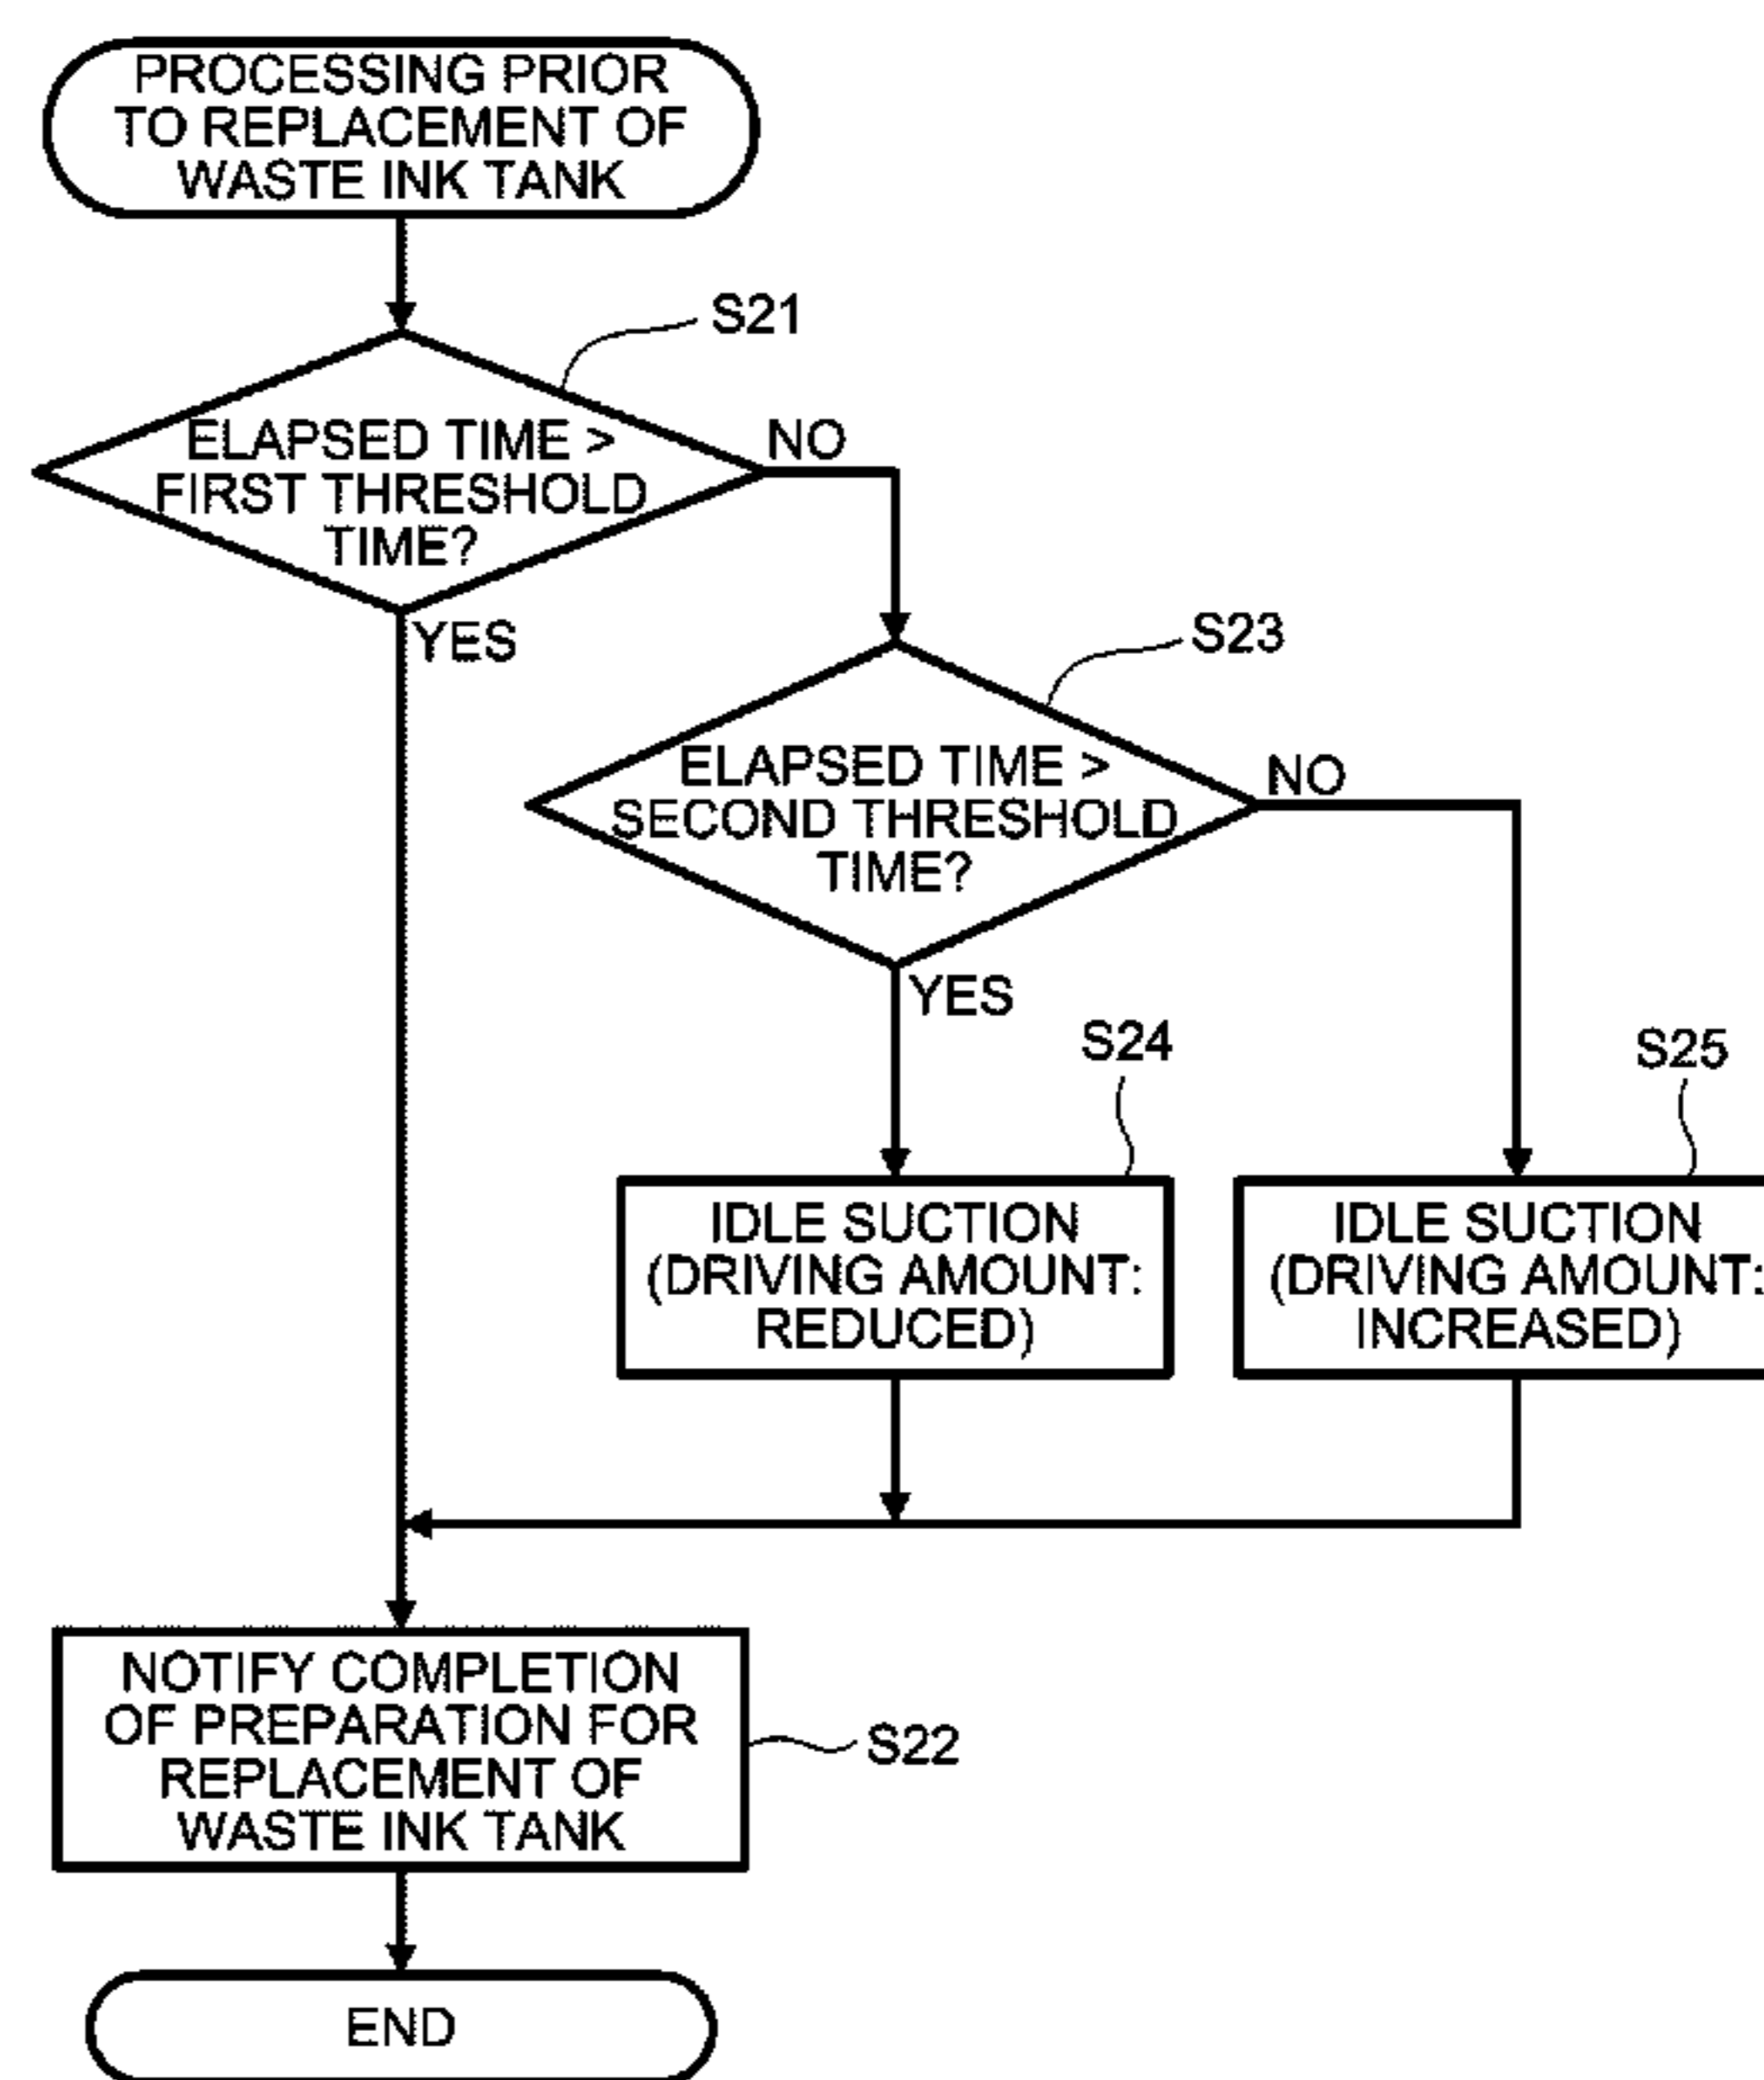 PROCESSING PRIOR
TO REPLACEMENT OF
WASTE INK TANK
S21
ELAPSED TIME >
FIRST THRESHOLD
TIME?
NO
YES
S23
ELAPSED TIME >
SECOND THRESHOLD
TIME?
NO
YES
S24
S25
IDLE SUCTION
(DRIVING AMOUNT:
REDUCED)
IDLE SUCTION
(DRIVING AMOUNT:
INCREASED)
NOTIFY COMPLETION
OF PREPARATION FOR
REPLACEMENT OF
WASTE INK TANK
S22
END